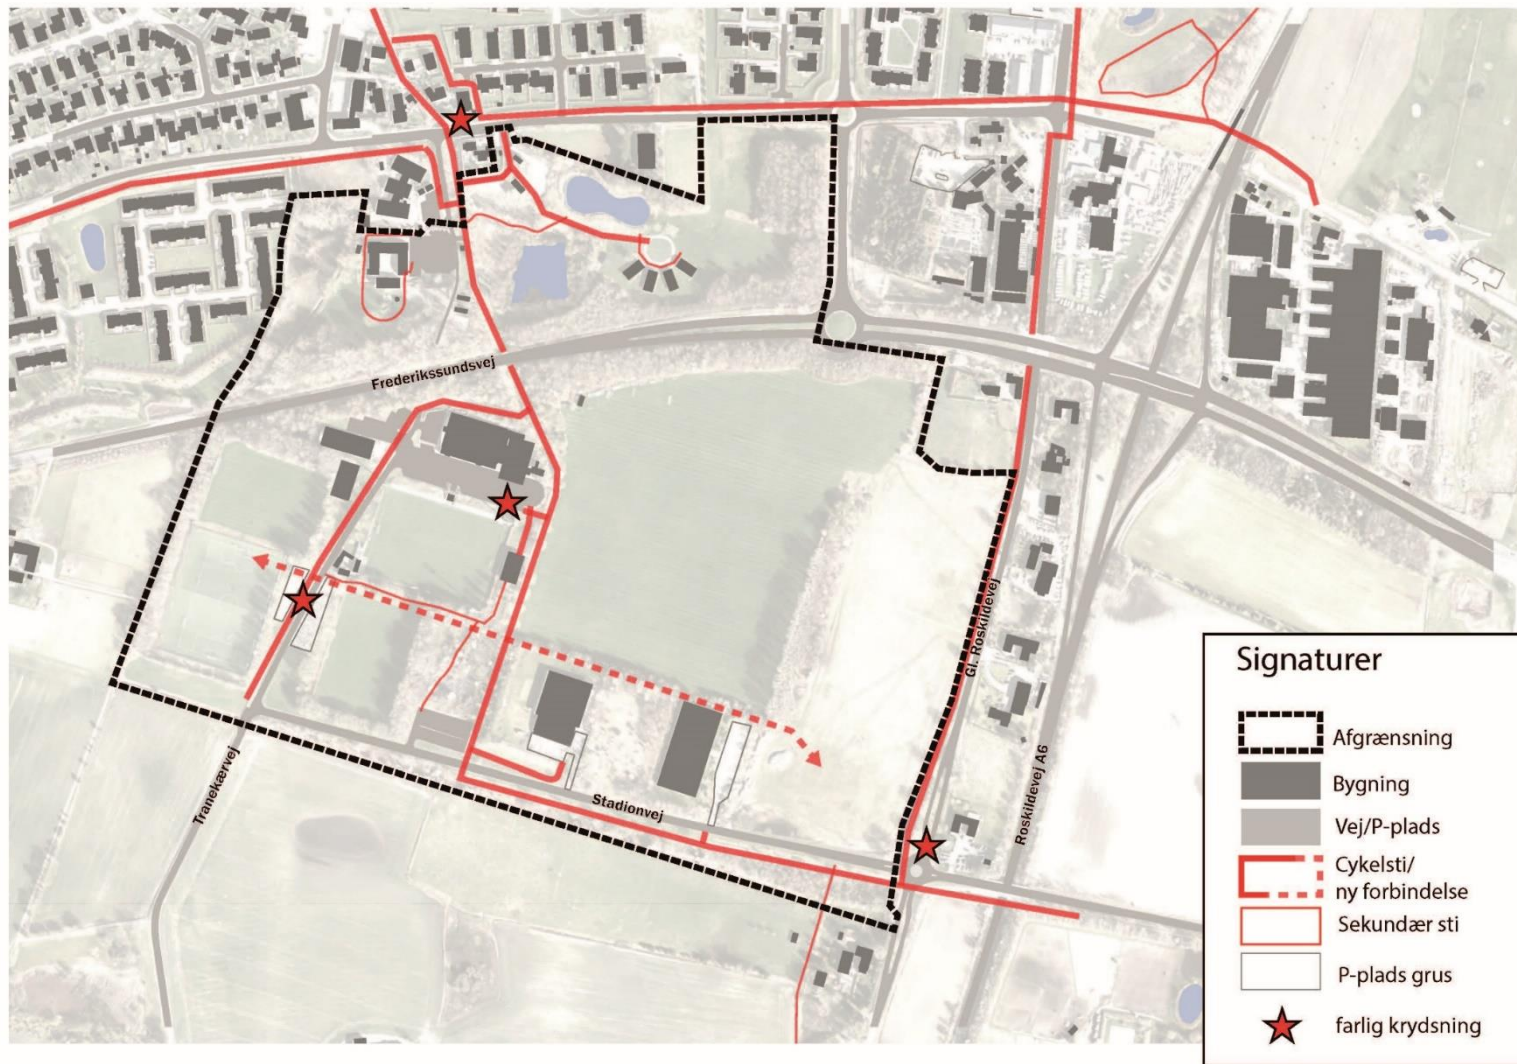 Frederikssundsvej
Gl. Roskildevej
Tranekærvej
Stadionvej
Roskildevej A6
Signaturer
Afgrænsning
Bygning
Vej/P-plads
Cykelsti/
ny forbindelse
Sekundær sti
P-plads grus
farlig krydsning